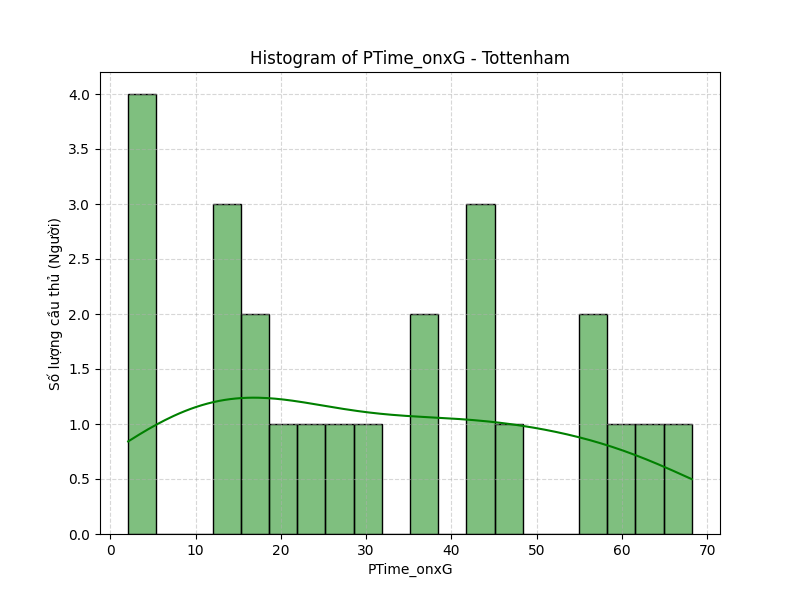 Histogram of PTime_onxG - Tottenham
Số lượng cầu thủ (Người)
4.0
3.5
3.0
2.5
2.0
1.5
1.0
0.5
0.0
0 10 20 30 40 50 60 70
PTime_onxG